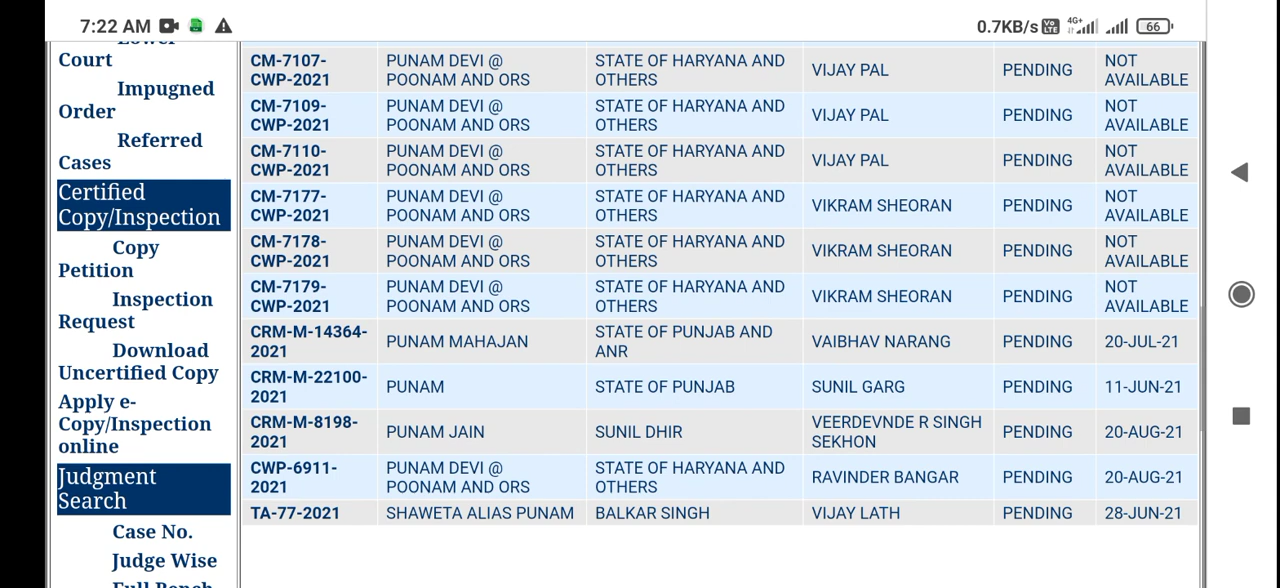 7:22 AM
0.7KB/s Vo LTE 4G+ 66
Lower
Court
Impugned
Order
Referred
Cases
Certified
Copy/Inspection
Copy
Petition
Inspection
Request
Download
Uncertified Copy
Apply e-
Copy/Inspection
online
Judgment
Search
Case No.
Judge Wise
Full Bench
CM-7107-
CWP-2021
PUNAM DEVI @
POONAM AND ORS
STATE OF HARYANA AND
OTHERS
VIJAY PAL
PENDING
NOT
AVAILABLE
CM-7109-
CWP-2021
PUNAM DEVI @
POONAM AND ORS
STATE OF HARYANA AND
OTHERS
VIJAY PAL
PENDING
NOT
AVAILABLE
CM-7110-
CWP-2021
PUNAM DEVI @
POONAM AND ORS
STATE OF HARYANA AND
OTHERS
VIJAY PAL
PENDING
NOT
AVAILABLE
CM-7177-
CWP-2021
PUNAM DEVI @
POONAM AND ORS
STATE OF HARYANA AND
OTHERS
VIKRAM SHEORAN
PENDING
NOT
AVAILABLE
CM-7178-
CWP-2021
PUNAM DEVI @
POONAM AND ORS
STATE OF HARYANA AND
OTHERS
VIKRAM SHEORAN
PENDING
NOT
AVAILABLE
CM-7179-
CWP-2021
PUNAM DEVI @
POONAM AND ORS
STATE OF HARYANA AND
OTHERS
VIKRAM SHEORAN
PENDING
NOT
AVAILABLE
CRM-M-14364-
2021
PUNAM MAHAJAN
STATE OF PUNJAB AND
ANR
VAIBHAV NARANG
PENDING
20-JUL-21
CRM-M-22100-
2021
PUNAM
STATE OF PUNJAB
SUNIL GARG
PENDING
11-JUN-21
CRM-M-8198-
2021
PUNAM JAIN
SUNIL DHIR
VEERDEVNDE R SINGH
SEKHON
PENDING
20-AUG-21
CWP-6911-
2021
PUNAM DEVI @
POONAM AND ORS
STATE OF HARYANA AND
OTHERS
RAVINDER BANGAR
PENDING
20-AUG-21
TA-77-2021
SHAWETA ALIAS PUNAM
BALKAR SINGH
VIJAY LATH
PENDING
28-JUN-21